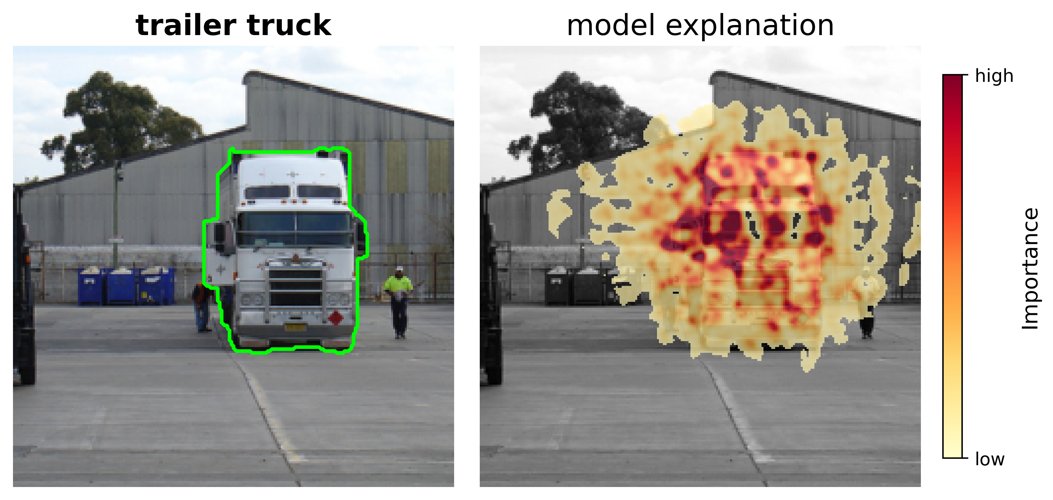 trailer truck
model explanation
high
Importance
low